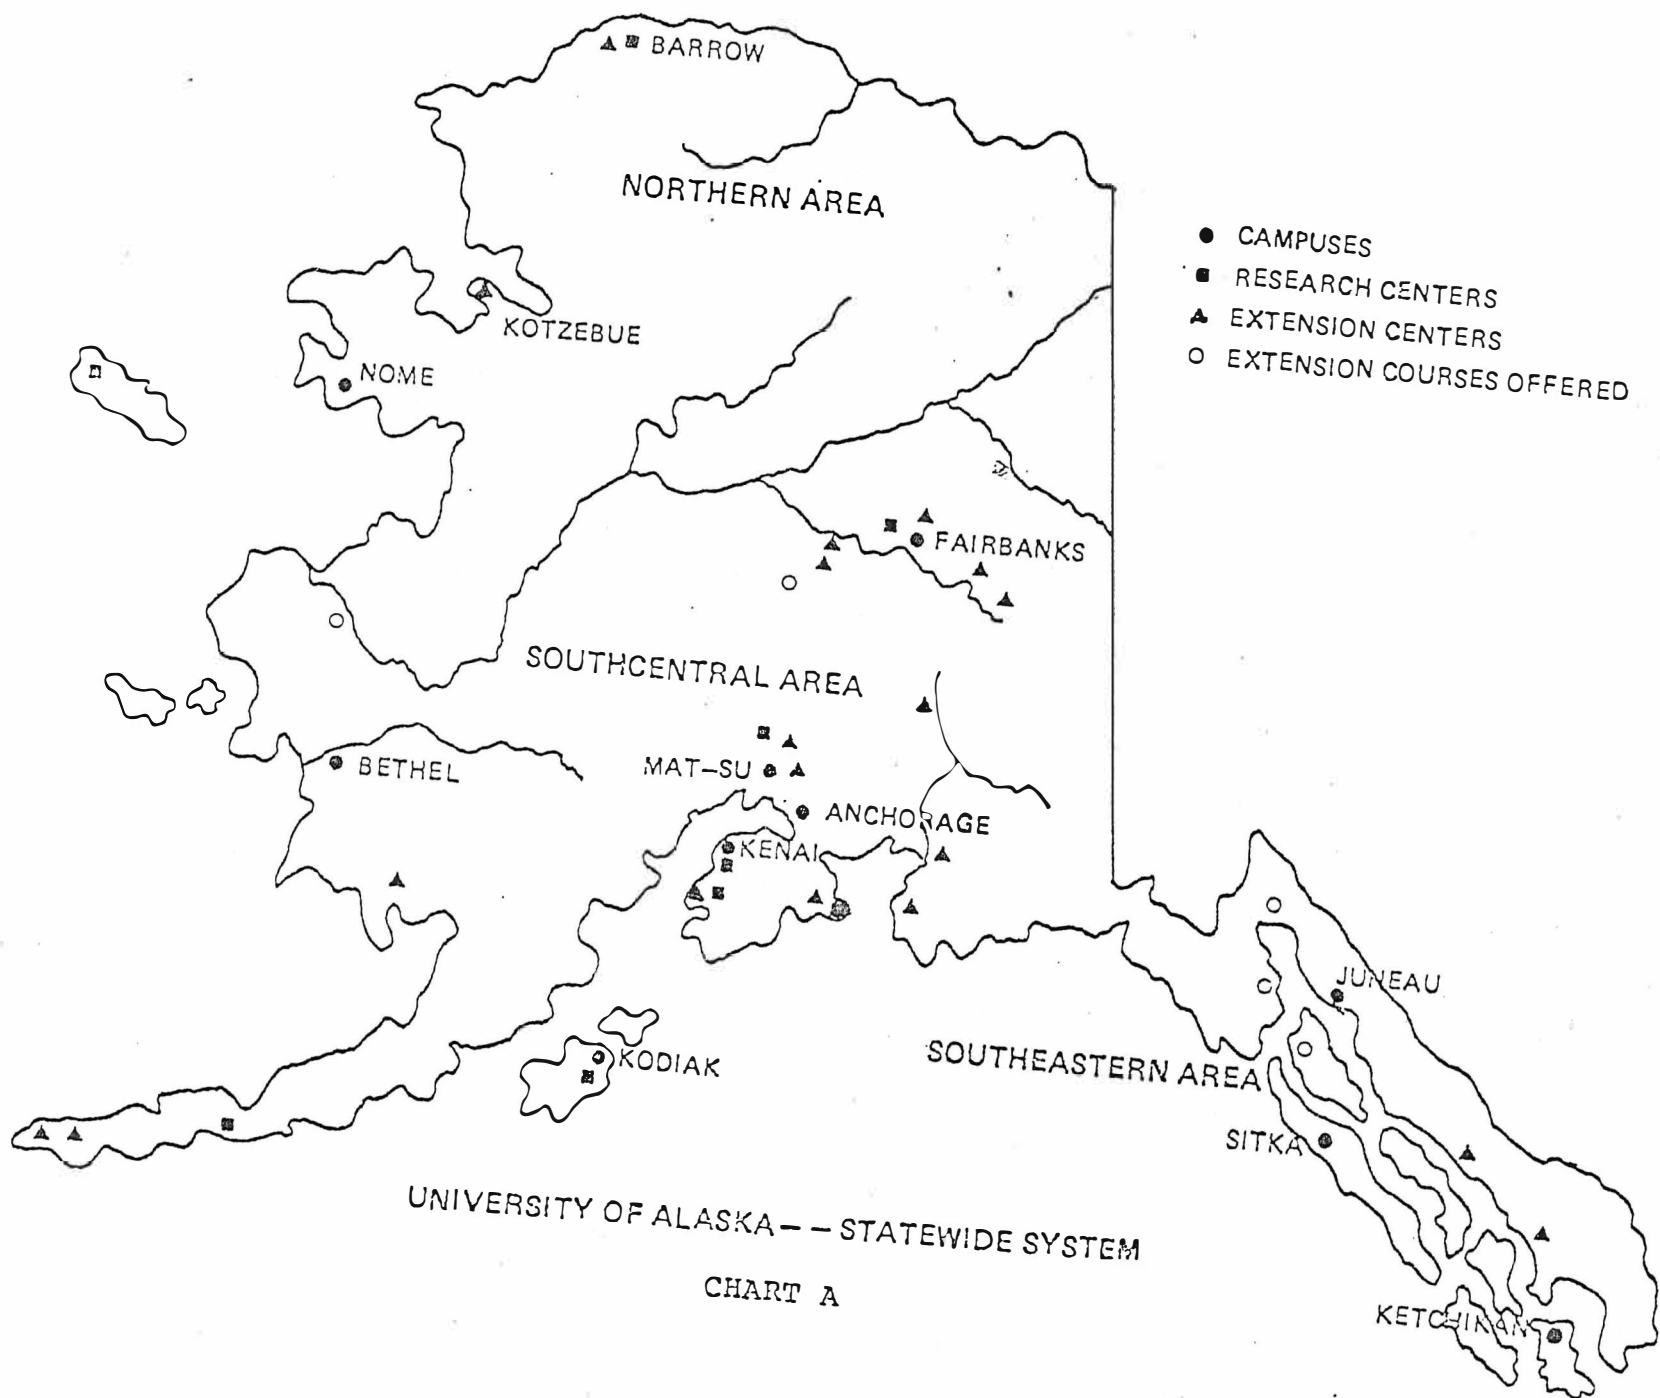 BARROW
NORTHERN AREA
CAMPUSES
RESEARCH CENTERS
EXTENSION CENTERS
EXTENSION COURSES OFFERED
KOTZEBUE
NOME
FAIRBANKS
SOUTHCENTRAL AREA
BETHEL
MAT-SU
ANCHORAGE
KENAI
JUNEAU
KODIAK
SOUTHEASTERN AREA
SITKA
UNIVERSITY OF ALASKA-- STATEWIDE SYSTEM
CHART A
KETCHIKAN